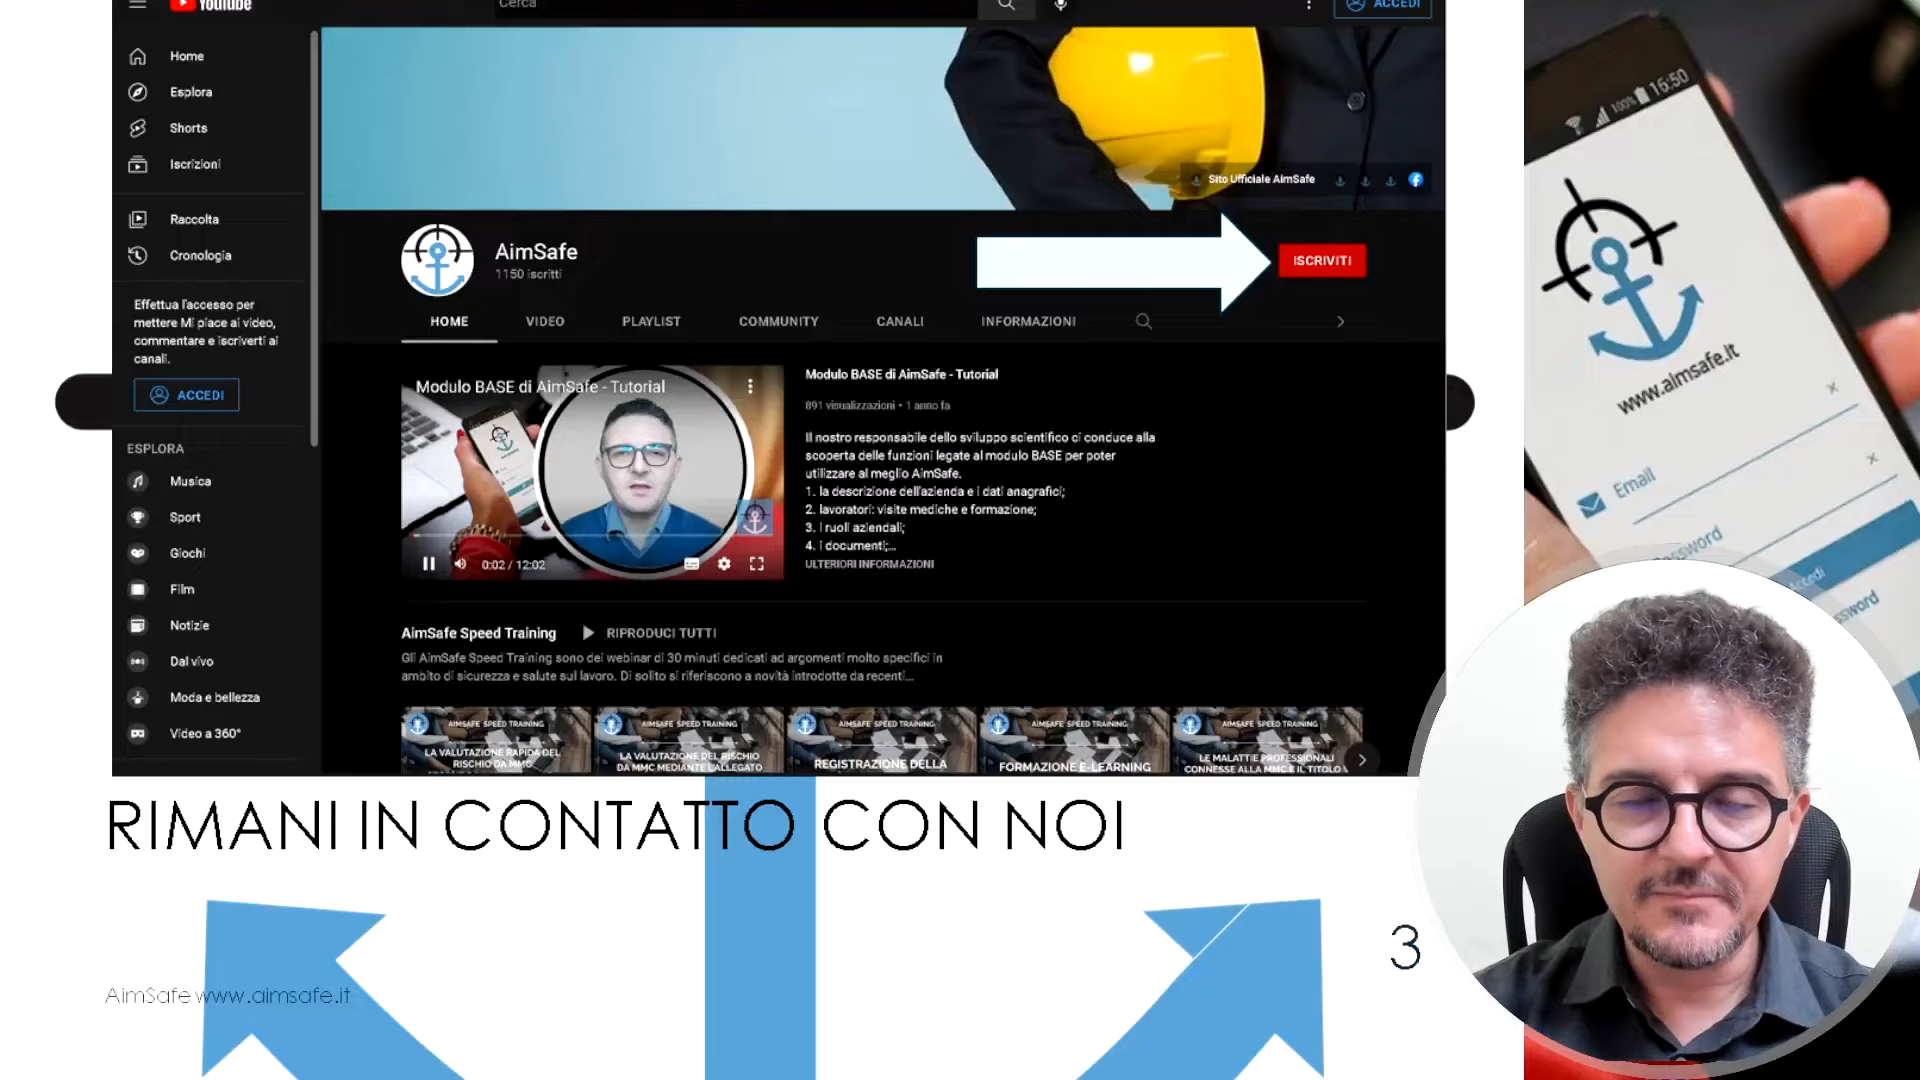 YouTube
Cerca
ACCEDI
Home
Esplora
Shorts
Iscrizioni
Raccolta
Cronologia
Effettua l'accesso per
mettere Mi piace ai video,
commentare e iscriverti ai
canali.
ACCEDI
ESPLORA
Musica
Sport
Giochi
Film
Notizie
Dal vivo
Moda e bellezza
Video a 360°
Sito Ufficiale AimSafe
AimSafe
1150 iscritti
ISCRIVITI
HOME
VIDEO
PLAYLIST
COMMUNITY
CANALI
INFORMAZIONI
Modulo BASE di AimSafe - Tutorial
0:02 / 12:02
Modulo BASE di AimSafe - Tutorial
891 visualizzazioni • 1 anno fa
Il nostro responsabile dello sviluppo scientifico ci conduce alla
scoperta delle funzioni legate al modulo BASE per poter
utilizzare al meglio AimSafe.
1. la descrizione dell'azienda e i dati anagrafici;
2. lavoratori: visite mediche e formazione;
3. i ruoli aziendali;
4. i documenti;...
ULTERIORI INFORMAZIONI
AimSafe Speed Training
RIPRODUCI TUTTI
Gli AimSafe Speed Training sono dei webinar di 30 minuti dedicati ad argomenti molto specifici in
ambito di sicurezza e salute sul lavoro. Di solito si riferiscono a novità introdotte da recenti...
AIMSAFE SPEED TRAINING
LA VALUTAZIONE RAPIDA DEL
RISCHIO DA MMC
AIMSAFE SPEED TRAINING
LA VALUTAZIONE DEL RISCHIO
DA MMC MEDIANTE L'ALLEGATO
AIMSAFE SPEED TRAINING
REGISTRAZIONE DELLA
AIMSAFE SPEED TRAINING
FORMAZIONE E-LEARNING
AIMSAFE SPEED TRAINING
LE MALATTIE PROFESSIONALI
CONNESSE ALLA MMC E IL TITOLO
100% 16:50
www.aimsafe.it
Email
Password
Accedi
RIMANI IN CONTATTO CON NOI
3
AimSafe www.aimsafe.it